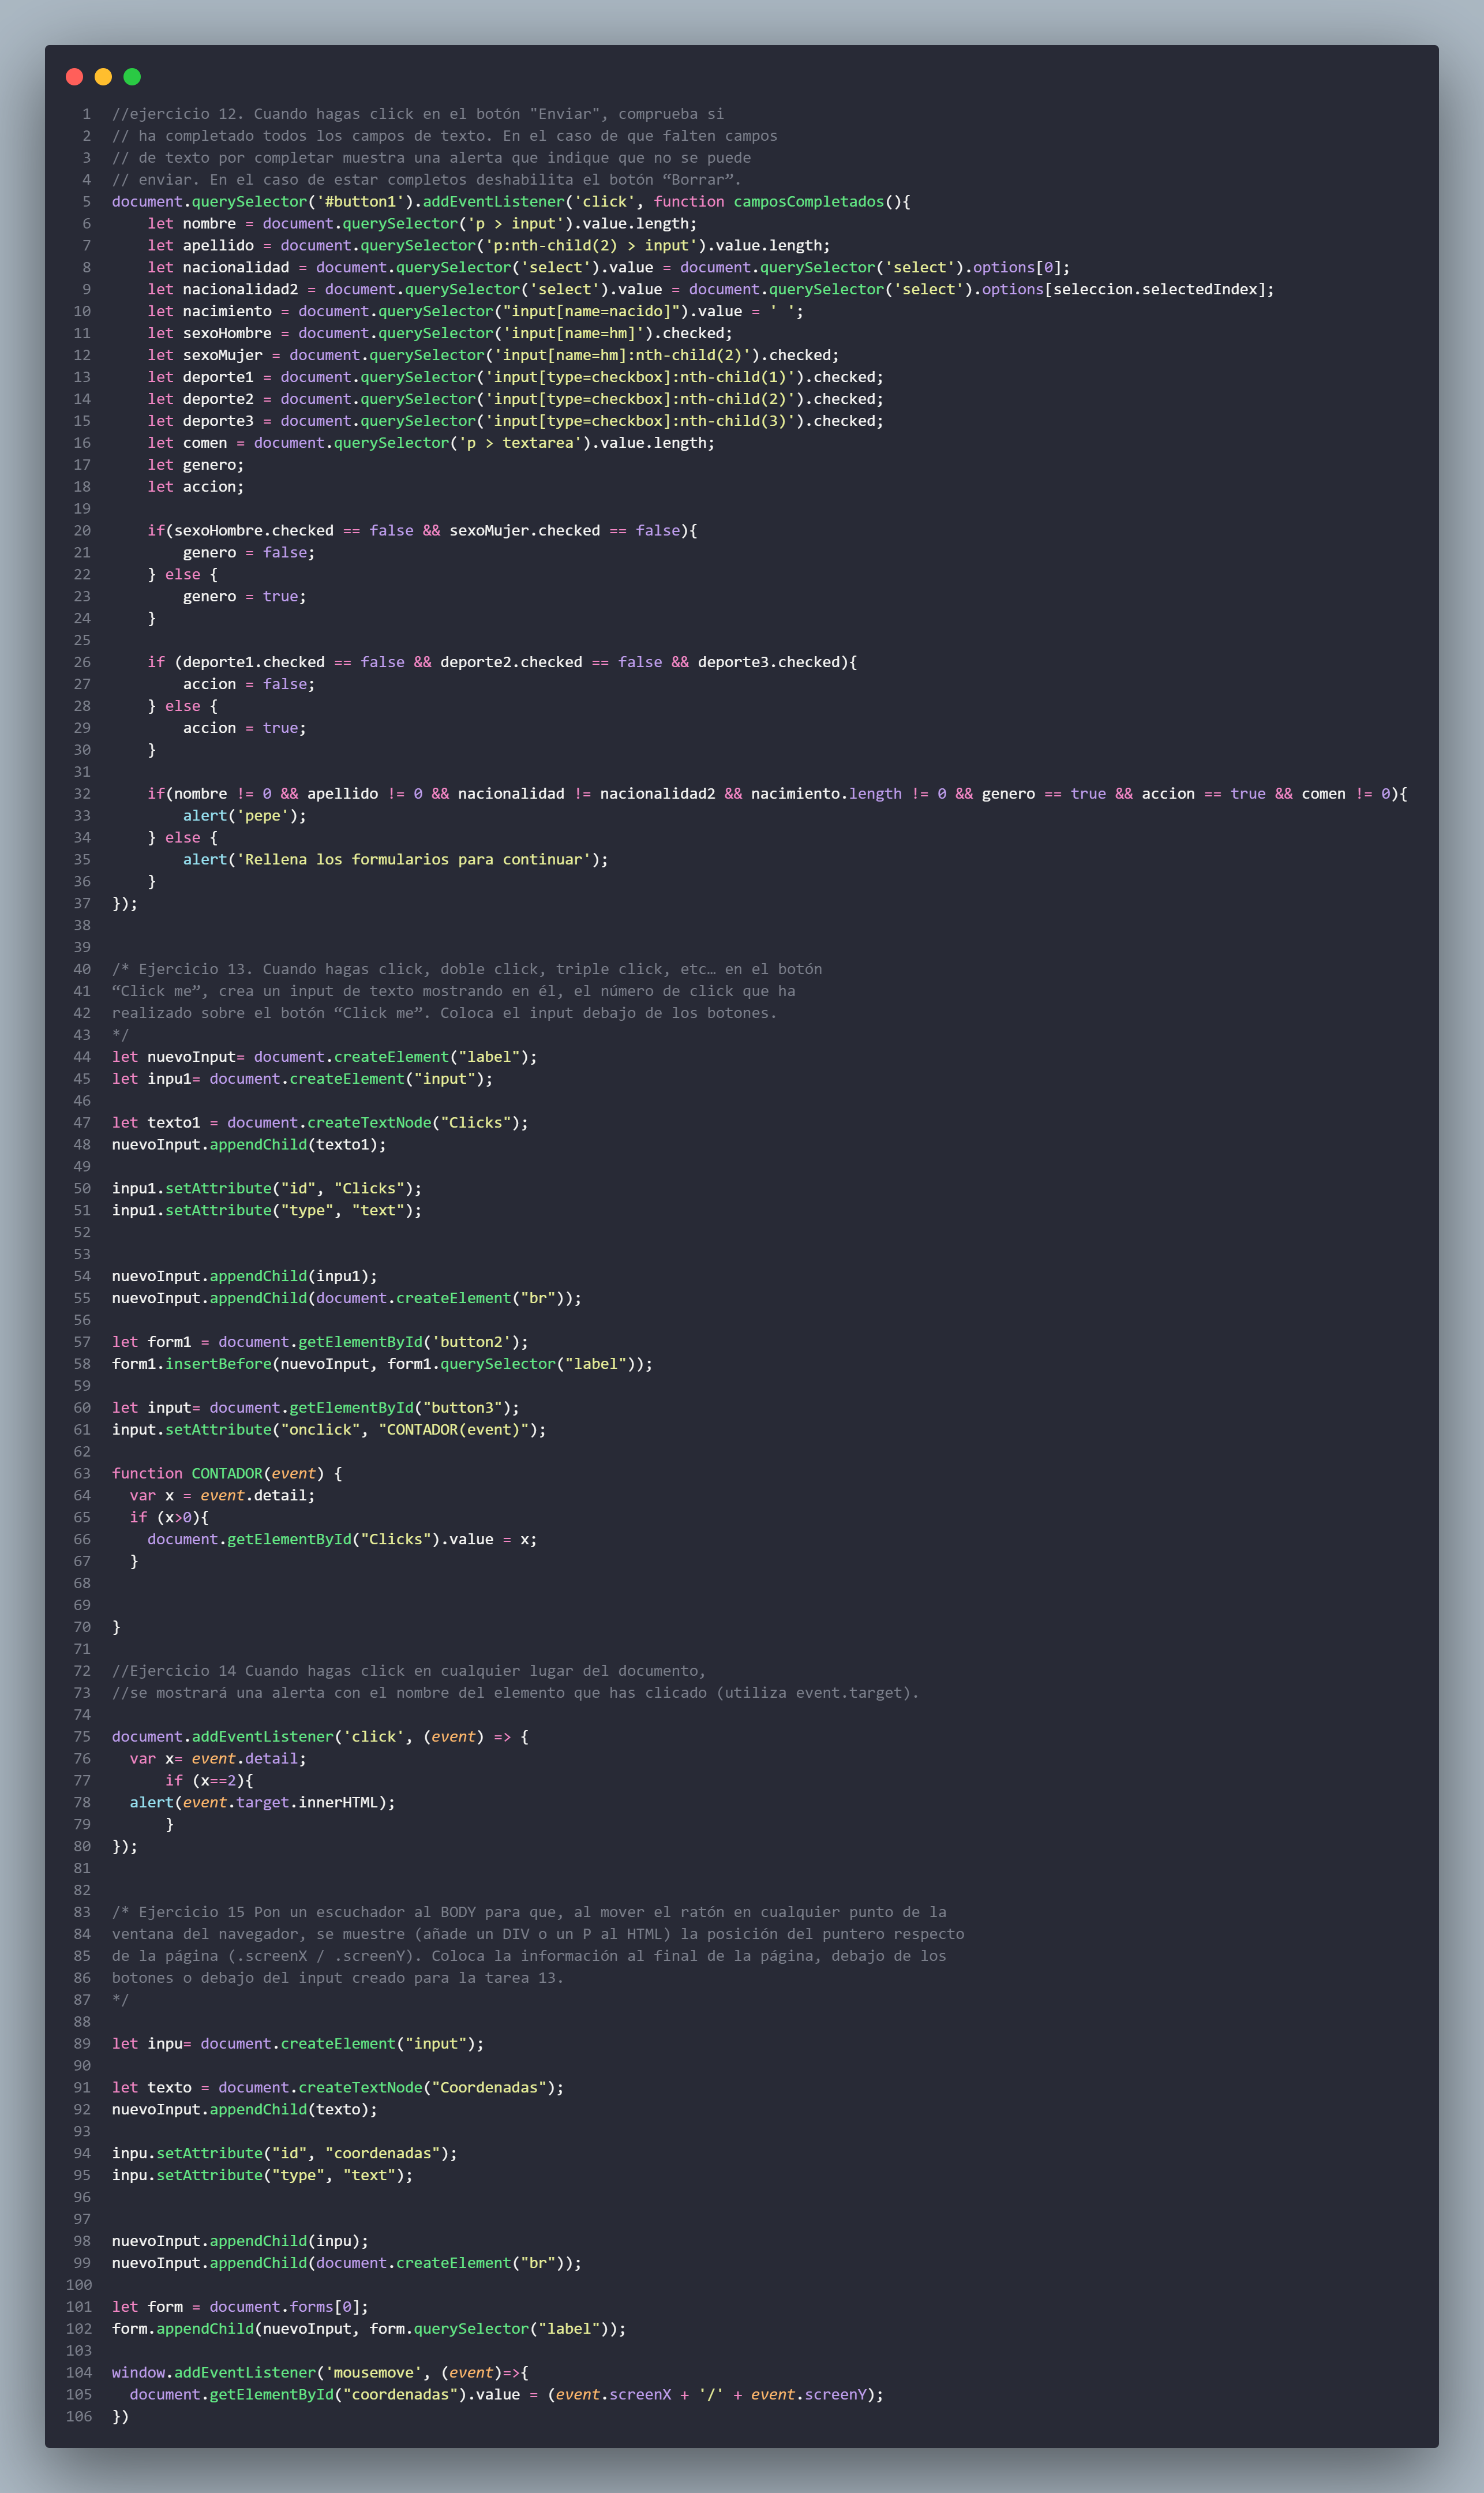 1 //ejercicio 12. Cuando hagas click en el botón "Enviar", comprueba si
2 // ha completado todos los campos de texto. En el caso de que falten campos
3 // de texto por completar muestra una alerta que indique que no se puede
4 // enviar. En el caso de estar completos deshabilita el botón “Borrar”.
5 document.querySelector('#button1').addEventListener('click', function camposCompletados(){
6     let nombre = document.querySelector('p > input').value.length;
7     let apellido = document.querySelector('p:nth-child(2) > input').value.length;
8     let nacionalidad = document.querySelector('select').value = document.querySelector('select').options[0];
9     let nacionalidad2 = document.querySelector('select').value = document.querySelector('select').options[seleccion.selectedIndex];
10     let nacimiento = document.querySelector("input[name=nacido]").value = ' ';
11     let sexoHombre = document.querySelector('input[name=hm]').checked;
12     let sexoMujer = document.querySelector('input[name=hm]:nth-child(2)').checked;
13     let deporte1 = document.querySelector('input[type=checkbox]:nth-child(1)').checked;
14     let deporte2 = document.querySelector('input[type=checkbox]:nth-child(2)').checked;
15     let deporte3 = document.querySelector('input[type=checkbox]:nth-child(3)').checked;
16     let comen = document.querySelector('p > textarea').value.length;
17     let genero;
18     let accion;
19
20     if(sexoHombre.checked == false && sexoMujer.checked == false){
21         genero = false;
22     } else {
23         genero = true;
24     }
25
26     if (deporte1.checked == false && deporte2.checked == false && deporte3.checked){
27         accion = false;
28     } else {
29         accion = true;
30     }
31
32     if(nombre != 0 && apellido != 0 && nacionalidad != nacionalidad2 && nacimiento.length != 0 && genero == true && accion == true && comen != 0){
33         alert('pepe');
34     } else {
35         alert('Rellena los formularios para continuar');
36     }
37 });
38
39
40 /* Ejercicio 13. Cuando hagas click, doble click, triple click, etc… en el botón
41 “Click me”, crea un input de texto mostrando en él, el número de click que ha
42 realizado sobre el botón “Click me”. Coloca el input debajo de los botones.
43 */
44 let nuevoInput= document.createElement("label");
45 let inpu1= document.createElement("input");
46
47 let texto1 = document.createTextNode("Clicks");
48 nuevoInput.appendChild(texto1);
49
50 inpu1.setAttribute("id", "Clicks");
51 inpu1.setAttribute("type", "text");
52
53
54 nuevoInput.appendChild(inpu1);
55 nuevoInput.appendChild(document.createElement("br"));
56
57 let form1 = document.getElementById('button2');
58 form1.insertBefore(nuevoInput, form1.querySelector("label"));
59
60 let input= document.getElementById("button3");
61 input.setAttribute("onclick", "CONTADOR(event)");
62
63 function CONTADOR(event) {
64   var x = event.detail;
65   if (x>0){
66     document.getElementById("Clicks").value = x;
67   }
68
69
70 }
71
72 //Ejercicio 14 Cuando hagas click en cualquier lugar del documento,
73 //se mostrará una alerta con el nombre del elemento que has clicado (utiliza event.target).
74
75 document.addEventListener('click', (event) => {
76   var x= event.detail;
77       if (x==2){
78   alert(event.target.innerHTML);
79       }
80 });
81
82
83 /* Ejercicio 15 Pon un escuchador al BODY para que, al mover el ratón en cualquier punto de la
84 ventana del navegador, se muestre (añade un DIV o un P al HTML) la posición del puntero respecto
85 de la página (.screenX / .screenY). Coloca la información al final de la página, debajo de los
86 botones o debajo del input creado para la tarea 13.
87 */
88
89 let inpu= document.createElement("input");
90
91 let texto = document.createTextNode("Coordenadas");
92 nuevoInput.appendChild(texto);
93
94 inpu.setAttribute("id", "coordenadas");
95 inpu.setAttribute("type", "text");
96
97
98 nuevoInput.appendChild(inpu);
99 nuevoInput.appendChild(document.createElement("br"));
100
101 let form = document.forms[0];
102 form.appendChild(nuevoInput, form.querySelector("label"));
103
104 window.addEventListener('mousemove', (event)=>{
105   document.getElementById("coordenadas").value = (event.screenX + '/' + event.screenY);
106 })